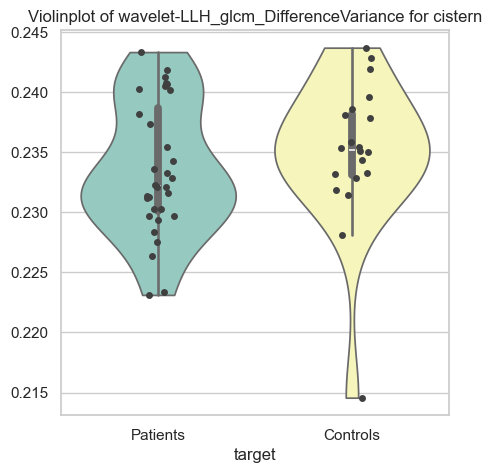 Violinplot of wavelet-LLH_glcm_DifferenceVariance for cistern
0.245
0.240
0.235
0.230
0.225
0.220
0.215
Patients
Controls
target